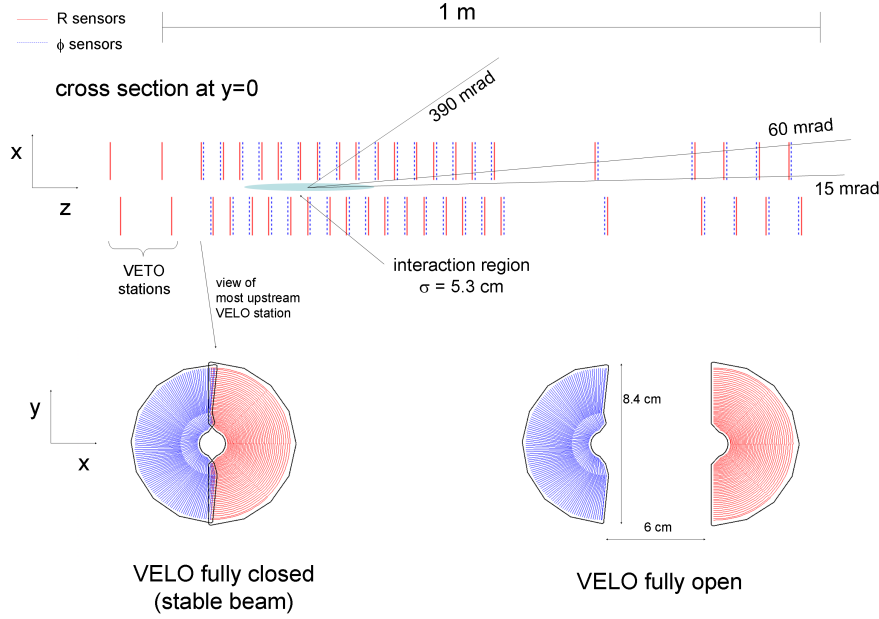 R sensors
ϕ sensors
1 m
cross section at y=0
390 mrad
60 mrad
15 mrad
x
z
VETO
stations
view of
most upstream
VELO station
interaction region
σ = 5.3 cm
y
x
8.4 cm
6 cm
VELO fully closed
(stable beam)
VELO fully open